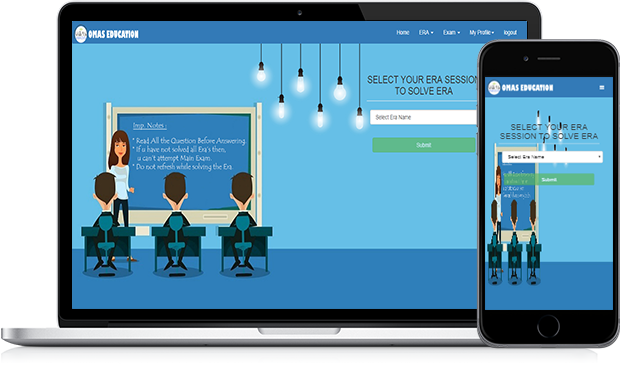 OMAS EDUCATION
Home ERA Exam My Profile logout
SELECT YOUR ERA SESSION
TO SOLVE ERA
Select Era Name
Submit
Imp. Notes :
* Read All the Question Before Answering
* If u have not solved all Era's then,
u can't attempt Main Exam.
* Do not refresh while solving the Era.
OMAS EDUCATION
SELECT YOUR ERA
SESSION TO SOLVE ERA
Select Era Name
Submit